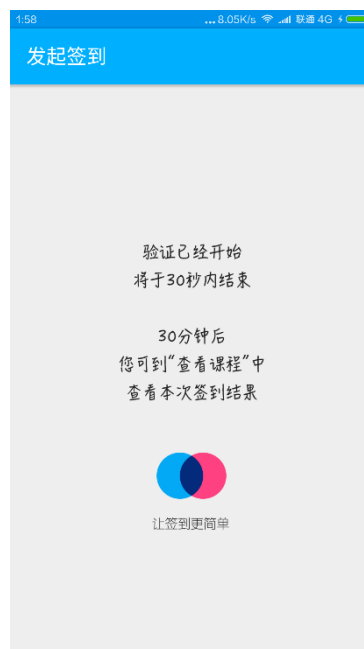 1:58 ... 8.05K/s 联通 4G
发起签到
验证已经开始
将于30秒内结束
30分钟后
您可到“查看课程”中
查看本次签到结果
让签到更简单